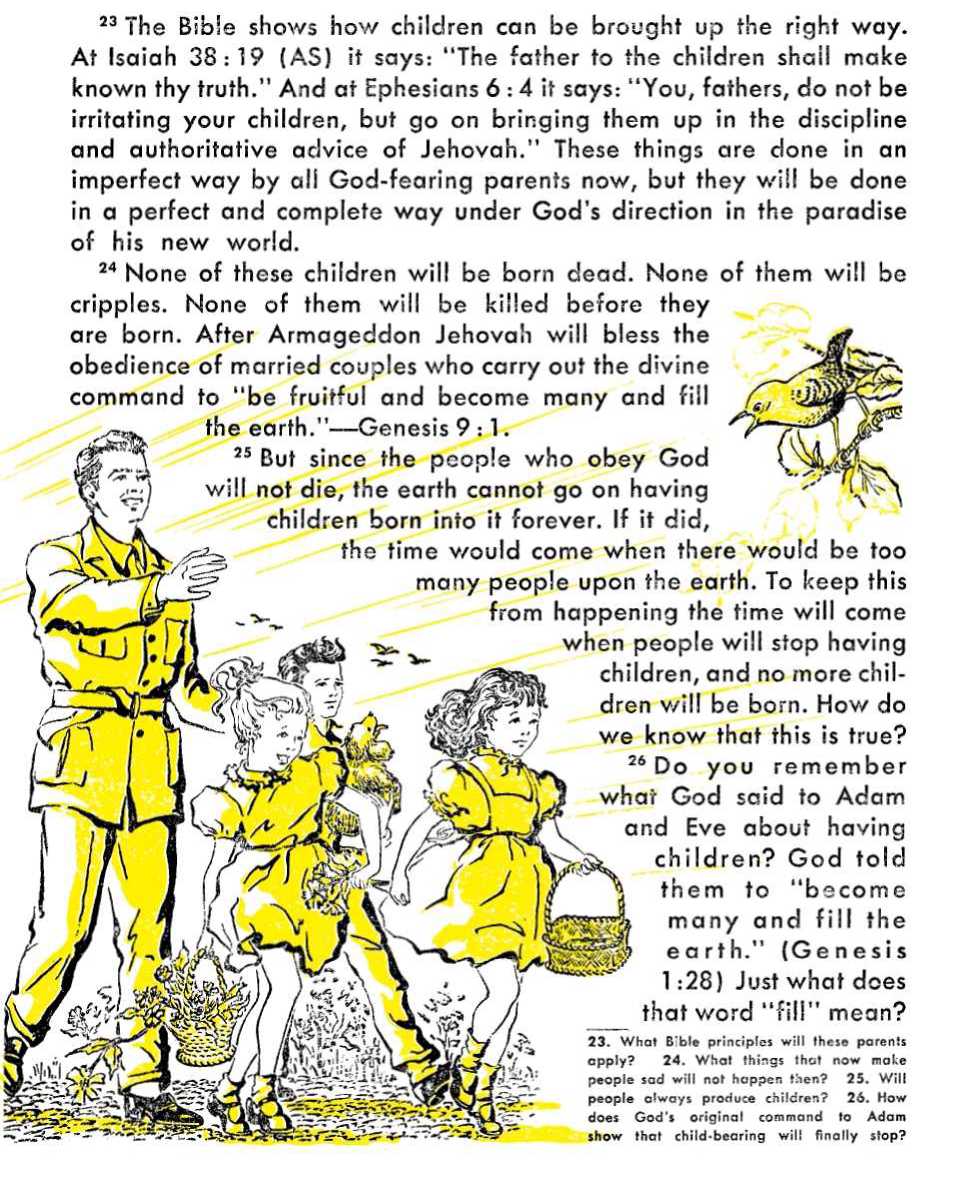 23 The Bible shows how children can be brought up the right way.
At Isaiah 38:19 (AS) it says: "The father to the children shall make
known thy truth." And at Ephesians 6:4 it says: "You, fathers, do not be
irritating your children, but go on bringing them up in the discipline
and authoritative advice of Jehovah." These things are done in an
imperfect way by all God-fearing parents now, but they will be done
in a perfect and complete way under God's direction in the paradise
of his new world.
24 None of these children will be born dead. None of them will be
cripples. None of them will be killed before they
are born. After Armageddon Jehovah will bless the
obedience of married couples who carry out the divine
command to "be fruitful and become many and fill
the earth."—Genesis 9:1.
25 But since the people who obey God
will not die, the earth cannot go on having
children born into it forever. If it did,
the time would come when there would be too
many people upon the earth. To keep this
from happening the time will come
when people will stop having
children, and no more chil-
dren will be born. How do
we know that this is true?
26 Do you remember
what God said to Adam
and Eve about having
children? God told
them to "become
many and fill the
earth." (Genesis
1:28) Just what does
that word "fill" mean?
23. What Bible principles will these parents
apply? 24. What things that now make
people sad will not happen then? 25. Will
people always produce children? 26. How
does God's original command to Adam
show that child-bearing will finally stop?